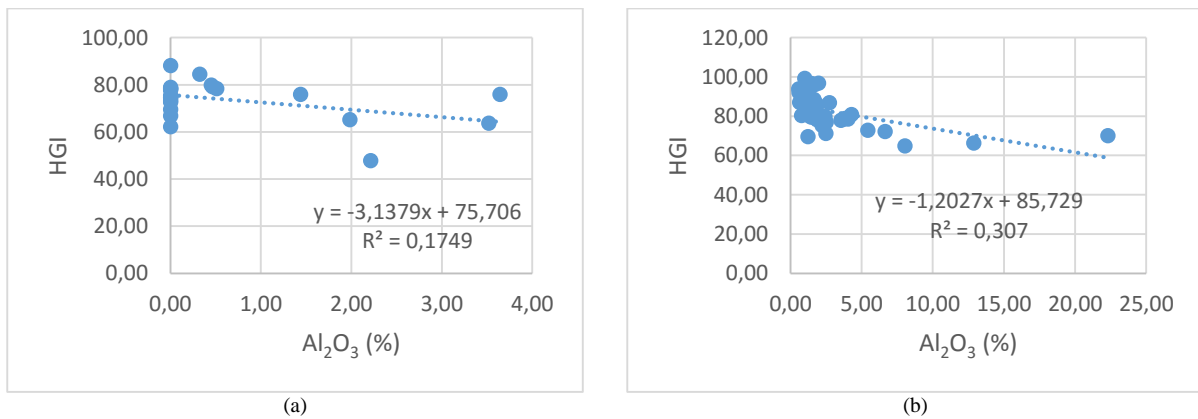 100,00
80,00
60,00
40,00
20,00
0,00
0,00 1,00 2,00 3,00 4,00
HGI
Al₂O₃ (%)
y = -3,1379x + 75,706
R² = 0,1749
(a)
120,00
100,00
80,00
60,00
40,00
20,00
0,00
0,00 5,00 10,00 15,00 20,00 25,00
HGI
Al₂O₃ (%)
y = -1,2027x + 85,729
R² = 0,307
(b)